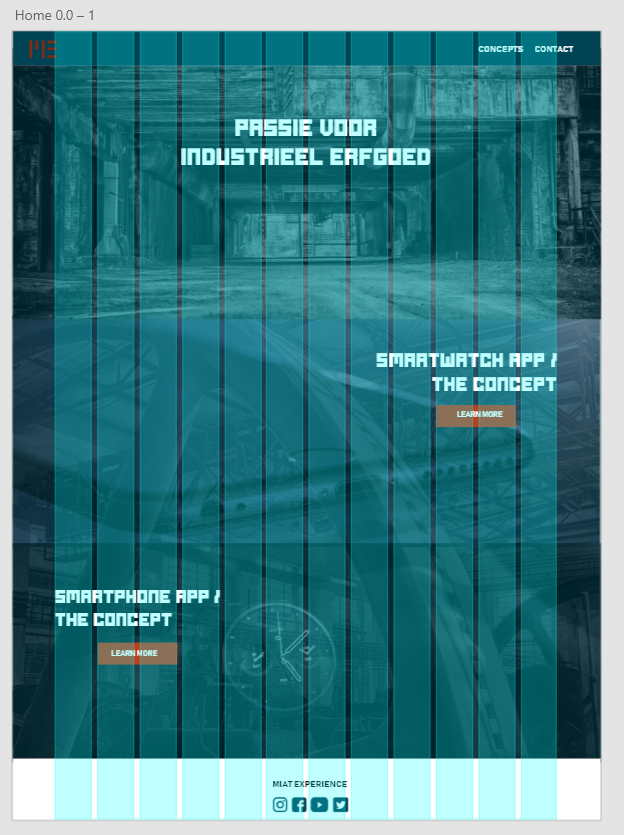 Home 0.0 – 1
ME
CONCEPTS CONTACT
PASSIE VOOR
INDUSTRIEEL ERFGOED
SMARTWATCH APP /
THE CONCEPT
LEARN MORE
SMARTPHONE APP /
THE CONCEPT
LEARN MORE
MIAT EXPERIENCE